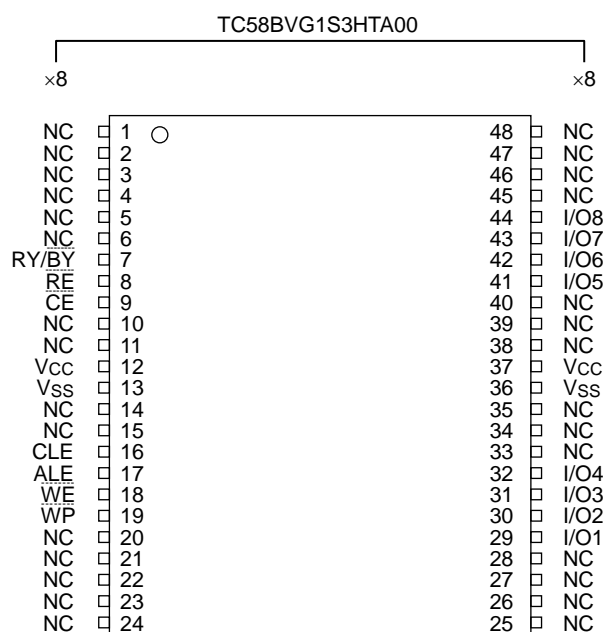 TC58BVG1S3HTA00
×8 ×8
NC 1 48 NC
NC 2 47 NC
NC 3 46 NC
NC 4 45 NC
NC 5 44 I/O8
NC 6 43 I/O7
RY/B̅Y̅ 7 42 I/O6
R̅E̅ 8 41 I/O5
C̅E̅ 9 40 NC
NC 10 39 NC
NC 11 38 NC
VCC 12 37 VCC
VSS 13 36 VSS
NC 14 35 NC
NC 15 34 NC
CLE 16 33 NC
ALE 17 32 I/O4
W̅E̅ 18 31 I/O3
W̅P̅ 19 30 I/O2
NC 20 29 I/O1
NC 21 28 NC
NC 22 27 NC
NC 23 26 NC
NC 24 25 NC